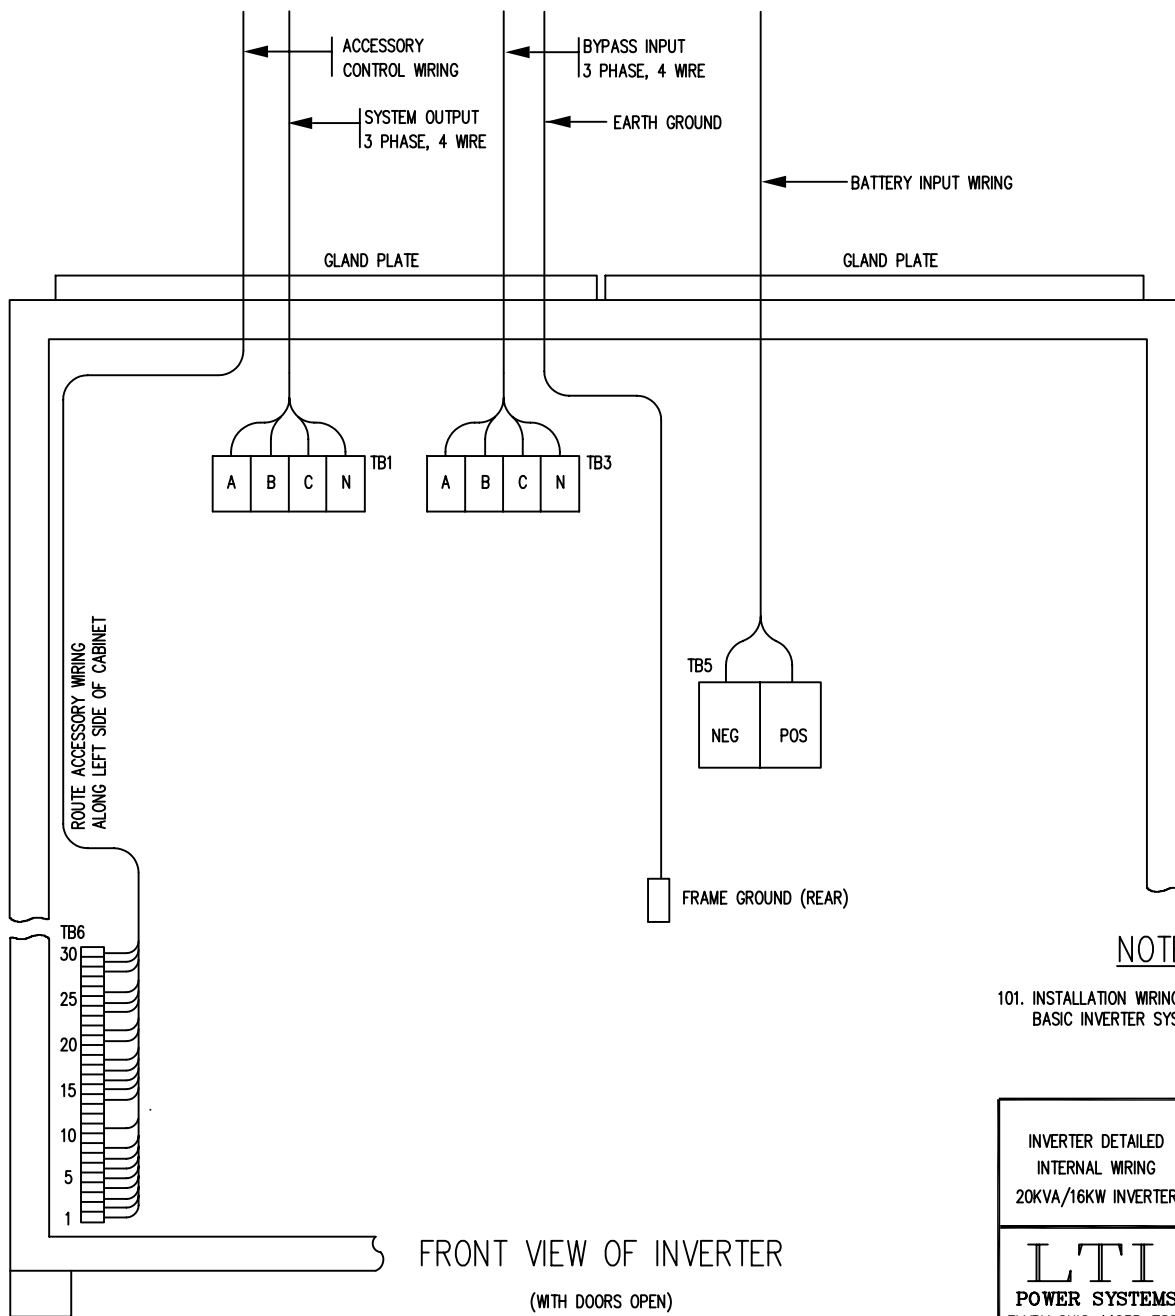 ACCESSORY
CONTROL WIRING
BYPASS INPUT
3 PHASE, 4 WIRE
SYSTEM OUTPUT
3 PHASE, 4 WIRE
EARTH GROUND
BATTERY INPUT WIRING
GLAND PLATE
GLAND PLATE
A B C N TB1
A B C N TB3
ROUTE ACCESSORY WIRING
ALONG LEFT SIDE OF CABINET
TB5
NEG POS
FRAME GROUND (REAR)
TB6
30
25
20
15
10
5
1
101. INSTALLATION WIRING
BASIC INVERTER
INVERTER DETAILED
INTERNAL WIRING
20KVA/16KW INVERTER
LTI
POWER SYSTEMS
FRONT VIEW OF INVERTER
(WITH DOORS OPEN)